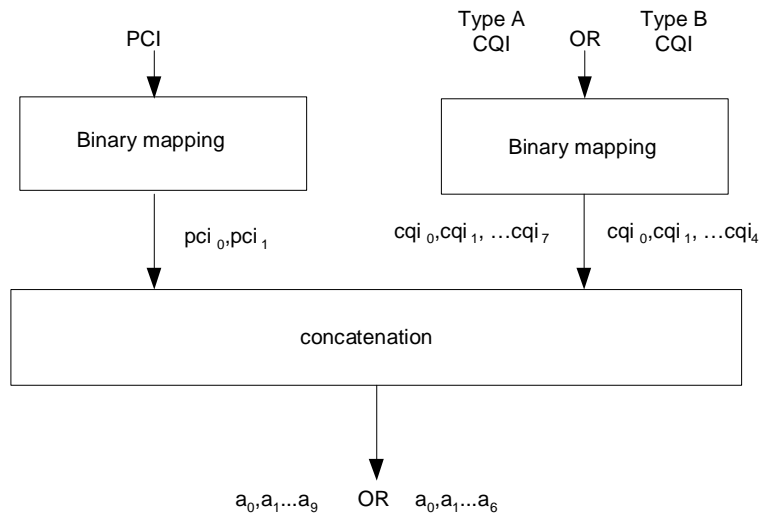 PCI
Type A
CQI
OR
Type B
CQI
Binary mapping
Binary mapping
pci ₀,pci ₁
cqi ₀,cqi ₁, …cqi ₇
cqi ₀,cqi ₁, …cqi₄
concatenation
a₀,a₁...a₉ OR a₀,a₁...a₆